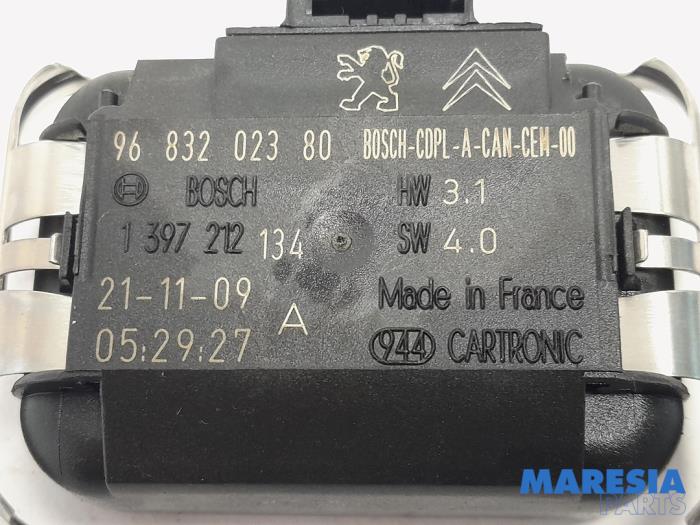 96 832 023 80 BOSCH-CDPL-A-CAN-CEM-00
BOSCH HW 3.1
1 397 212 134 SW 4.0
21-11-09 A Made in France
05:29:27 944 CARTRONIC
MARESIA
PARTS